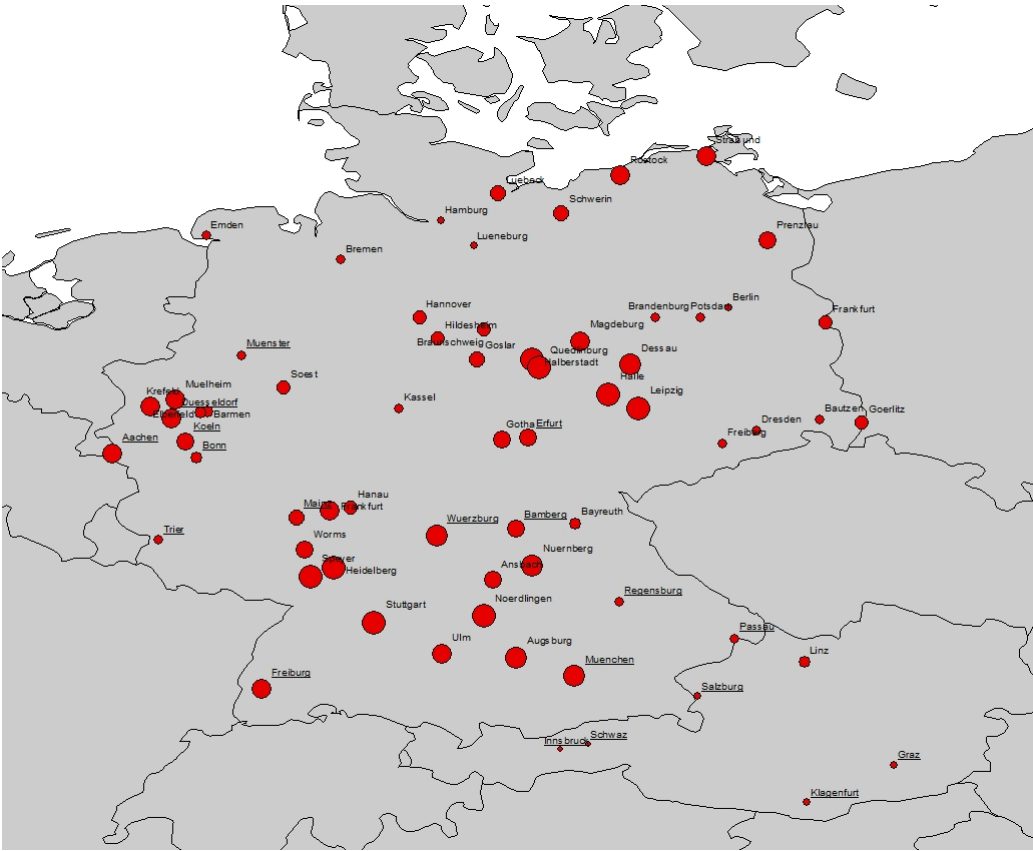 Stralsund
Rostock
Luebeck
Schwerin
Hamburg
Emden
Prenzlau
Lueneburg
Bremen
Berlin
Hannover
Brandenburg
Potsdam
Frankfurt
Hildesheim
Magdeburg
Braunschweig
Goslar
Muenster
Quedlinburg
Dessau
Halberstadt
Soest
Halle
Muelheim
Krefeld
Leipzig
Duesseldorf
Kassel
Elberfeld
Barmen
Bautzen
Goerlitz
Dresden
Koeln
Gotha
Erfurt
Freiberg
Aachen
Bonn
Hanau
Mainz
Frankfurt
Bayreuth
Wuerzburg
Bamberg
Trier
Worms
Nuernberg
Speyer
Ansbach
Heidelberg
Regensburg
Noerdlingen
Stuttgart
Passau
Ulm
Augsburg
Linz
Muenchen
Freiburg
Salzburg
Schwaz
Innsbruck
Graz
Klagenfurt